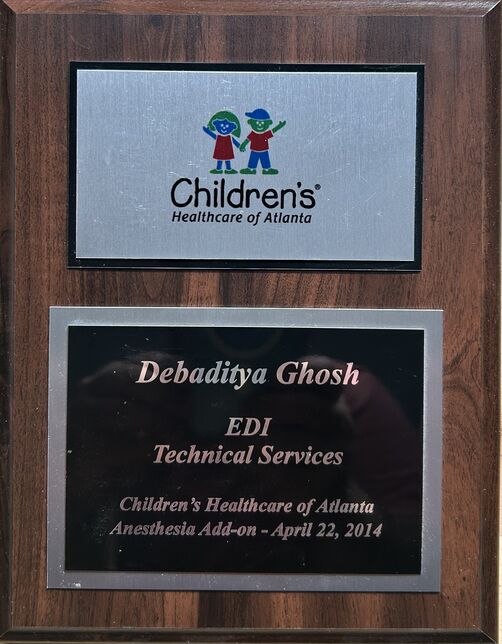 Children's®
Healthcare of Atlanta
Debaditya Ghosh
EDI
Technical Services
Children's Healthcare of Atlanta
Anesthesia Add-on - April 22, 2014